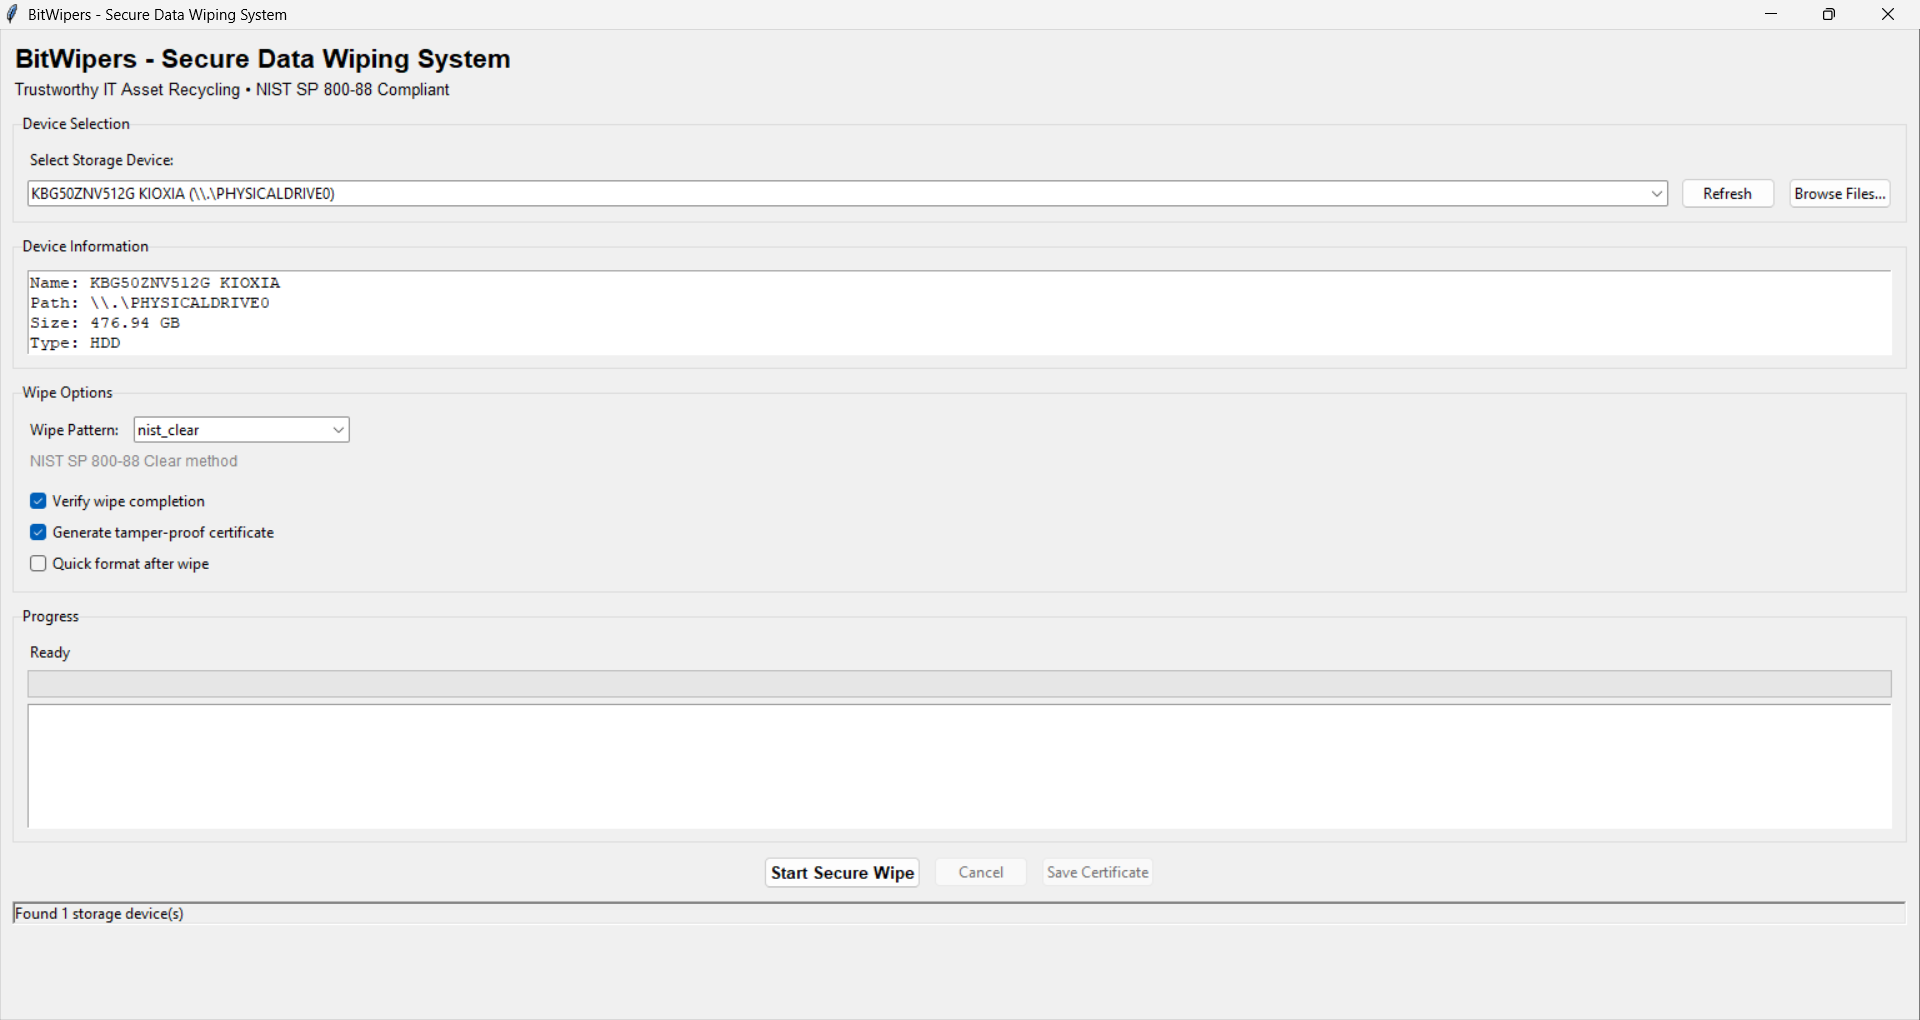 BitWipers - Secure Data Wiping System
BitWipers - Secure Data Wiping System
Trustworthy IT Asset Recycling • NIST SP 800-88 Compliant
Device Selection
Select Storage Device:
KBG50ZNV512G KIOXIA (\\.\PHYSICALDRIVE0)
Refresh
Browse Files...
Device Information
Name: KBG50ZNV512G KIOXIA
Path: \\.\PHYSICALDRIVE0
Size: 476.94 GB
Type: HDD
Wipe Options
Wipe Pattern:
nist_clear
NIST SP 800-88 Clear method
Verify wipe completion
Generate tamper-proof certificate
Quick format after wipe
Progress
Ready
Start Secure Wipe
Cancel
Save Certificate
Found 1 storage device(s)